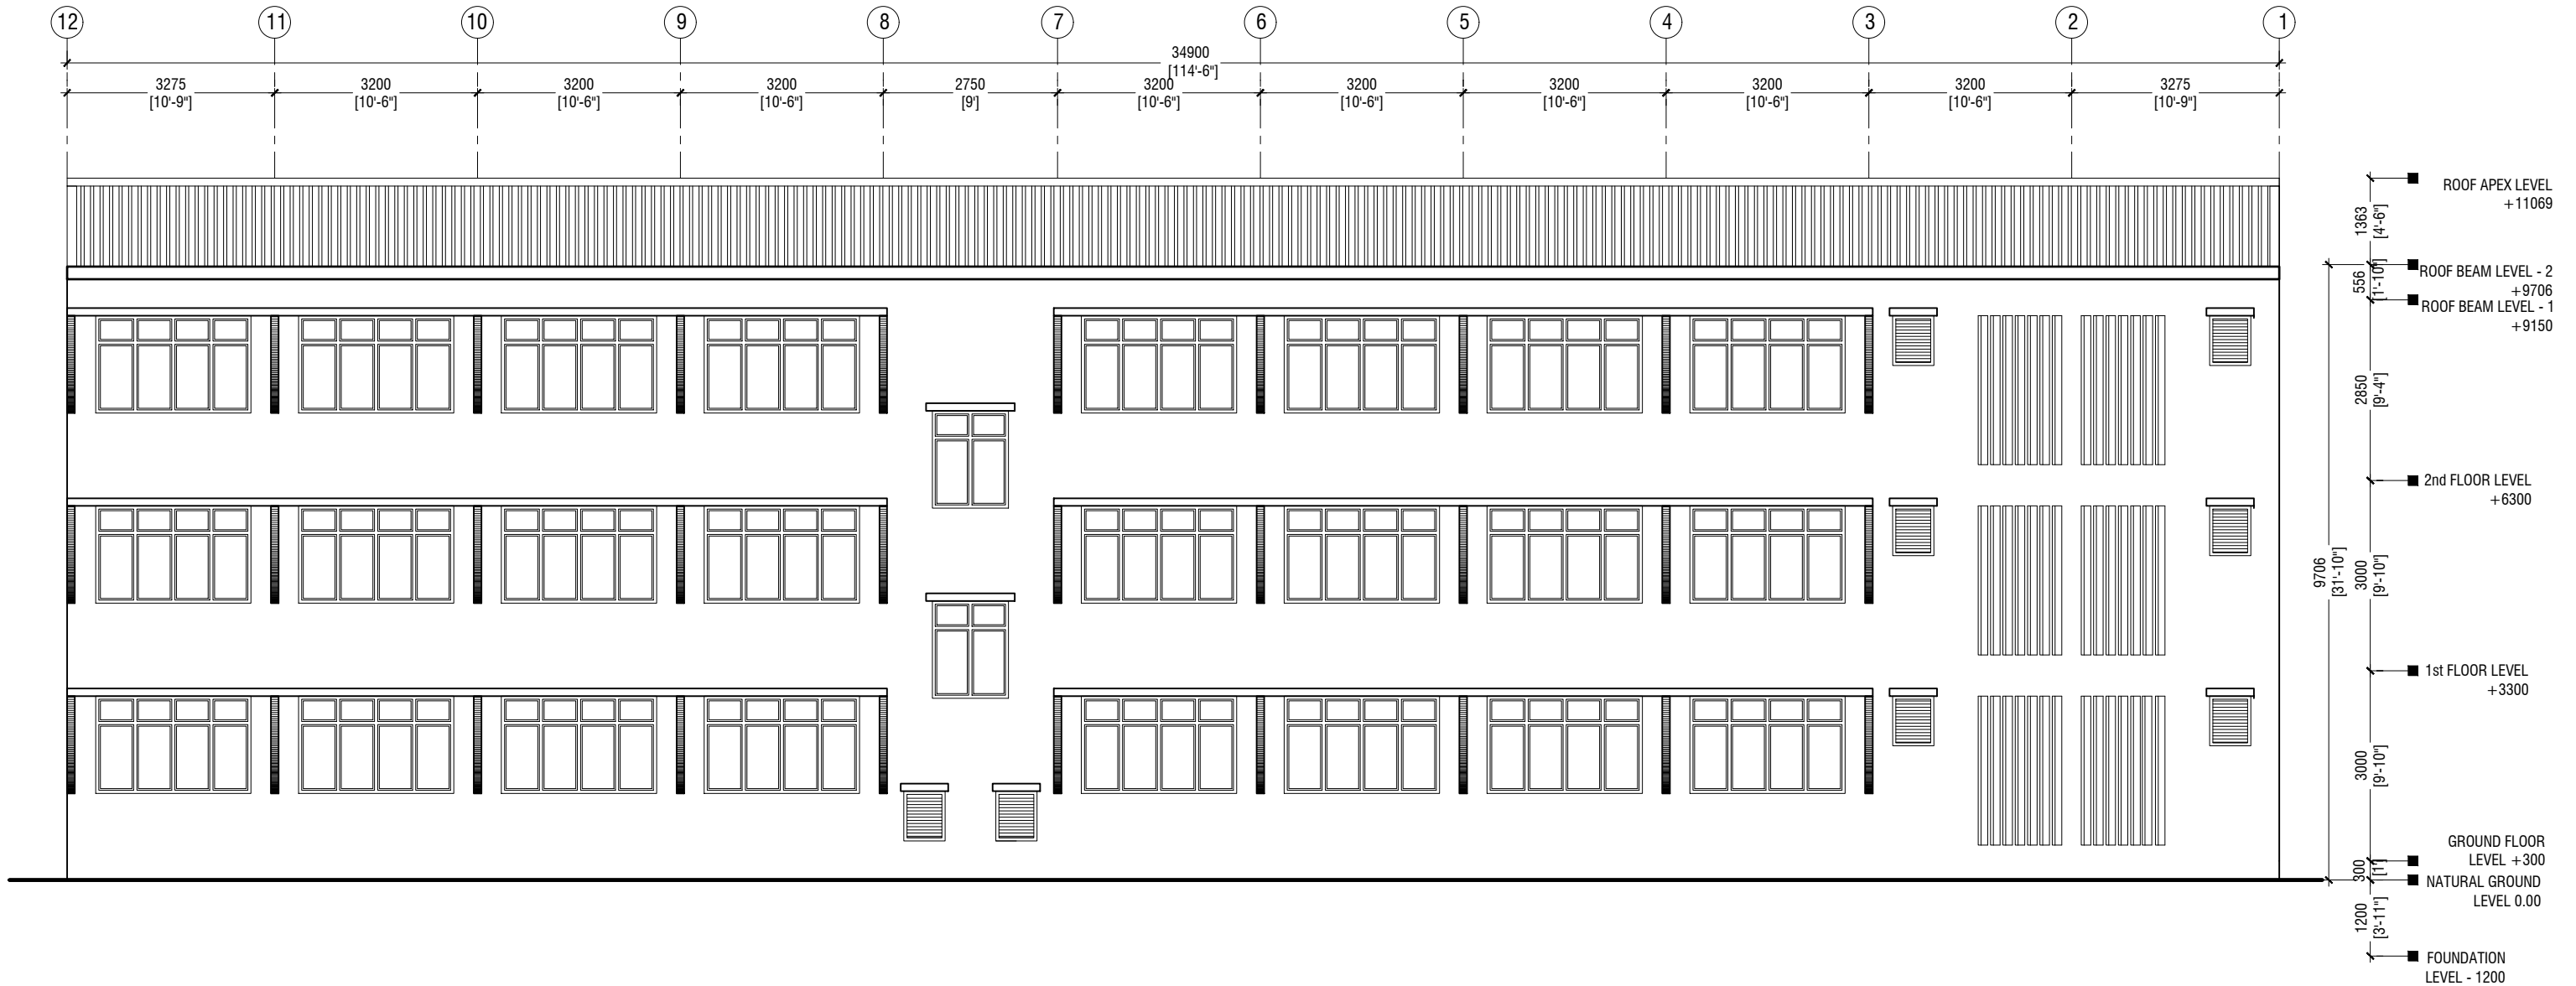 12 11 10 9 8 7 6 5 4 3 2 1
34900
[114'-6"]
3275 3200 3200 3200 2750 3200 3200 3200 3200 3200 3275
[10'-9"] [10'-6"] [10'-6"] [10'-6"] [9'] [10'-6"] [10'-6"] [10'-6"] [10'-6"] [10'-6"] [10'-9"]
ROOF APEX LEVEL
+11069
1363
[4'-6"]
ROOF BEAM LEVEL - 2
+9706
556
[1'-10"]
ROOF BEAM LEVEL - 1
+9150
2850
[9'-4"]
2nd FLOOR LEVEL
+6300
9706
[31'-10"]
3000
[9'-10"]
1st FLOOR LEVEL
+3300
3000
[9'-10"]
GROUND FLOOR
LEVEL +300
300
[1']
NATURAL GROUND
LEVEL 0.00
1200
[3'-11"]
FOUNDATION
LEVEL - 1200